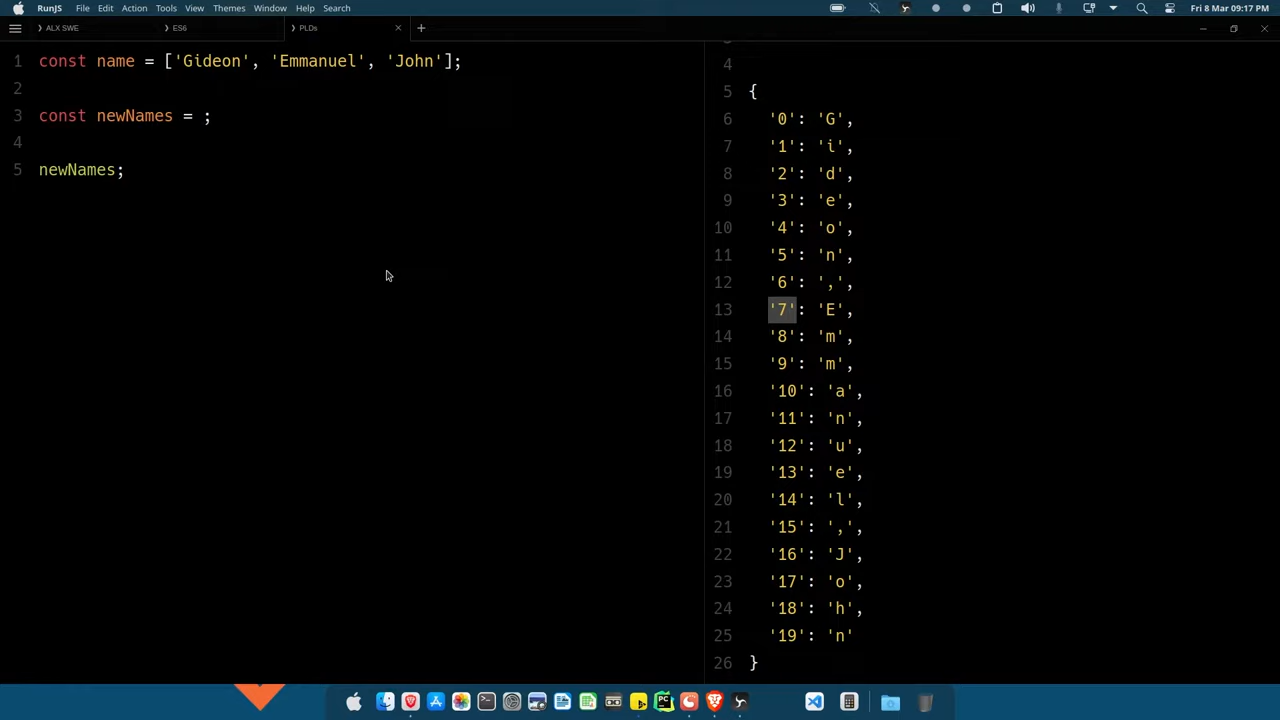 RunJS File Edit Action Tools View Themes Window Help Search Fri 8 Mar 09:17 PM
ALX SWE ES6 PLDs
1 const name = ['Gideon', 'Emmanuel', 'John'];
2
3 const newNames = ;
4
5 newNames;
4
5 {
6 '0': 'G',
7 '1': 'i',
8 '2': 'd',
9 '3': 'e',
10 '4': 'o',
11 '5': 'n',
12 '6': ',',
13 '7': 'E',
14 '8': 'm',
15 '9': 'm',
16 '10': 'a',
17 '11': 'n',
18 '12': 'u',
19 '13': 'e',
20 '14': 'l',
21 '15': ',',
22 '16': 'J',
23 '17': 'o',
24 '18': 'h',
25 '19': 'n'
26 }
PC